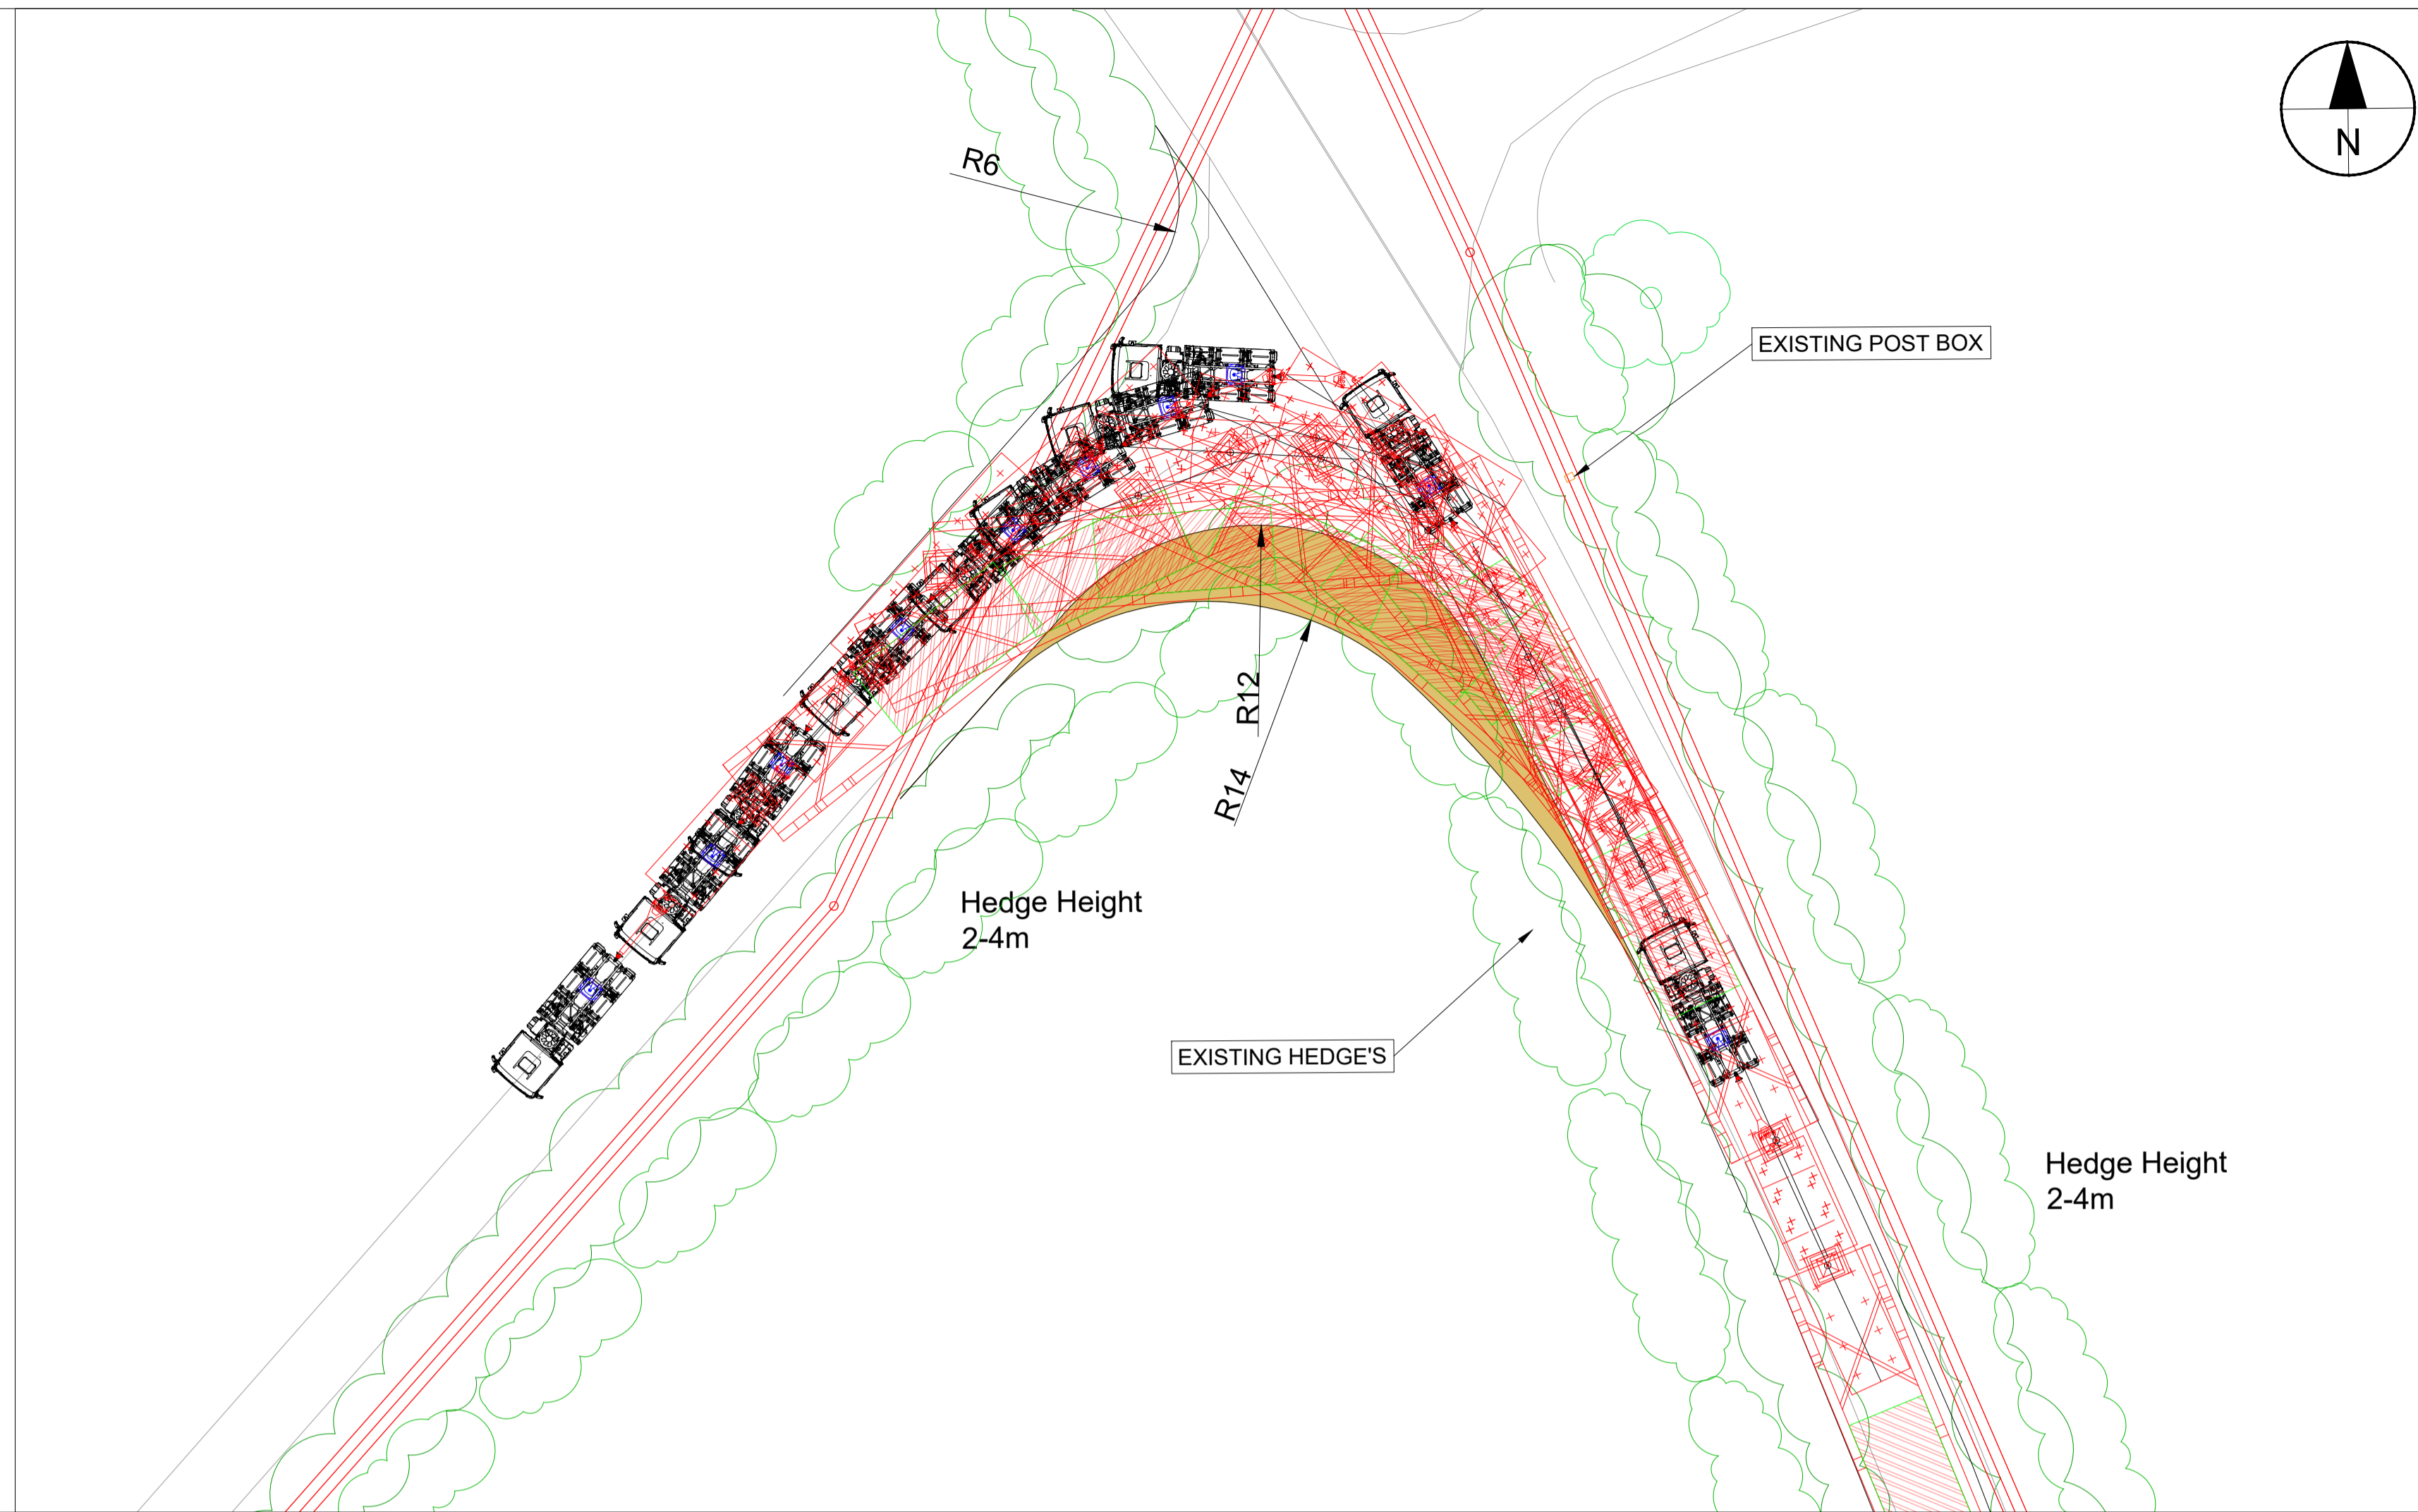 N
R6
EXISTING POST BOX
R12
R14
Hedge Height
2-4m
EXISTING HEDGE'S
Hedge Height
2-4m